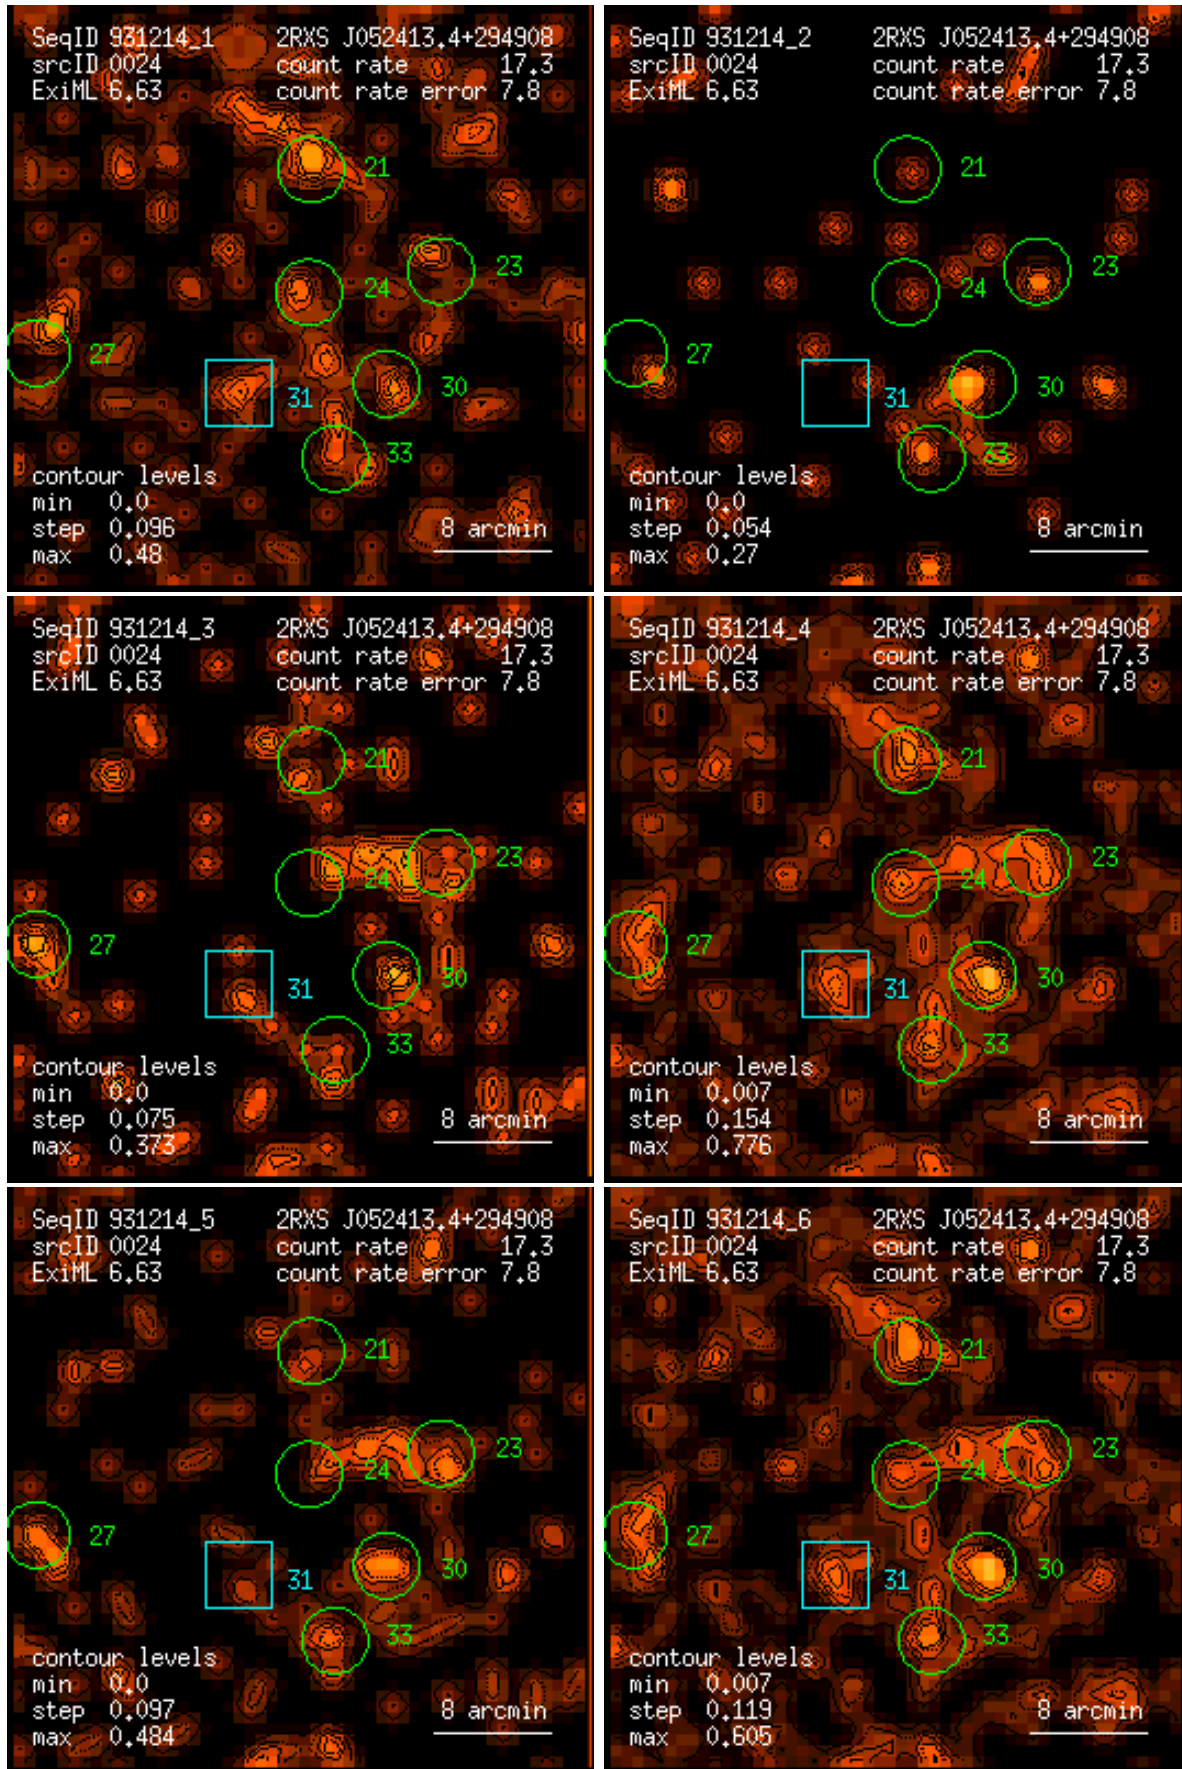 SeqID 931214_1 2RXS J052413.4+294908
srcID 0024 count rate 17.3
ExiML 6.63 count rate error 7.8
21
23
24
27
30
31
33
contour levels
min 0.0
step 0.096 8 arcmin
max 0.48
SeqID 931214_2 2RXS J052413.4+294908
srcID 0024 count rate 17.3
ExiML 6.63 count rate error 7.8
21
23
24
27
30
31
33
contour levels
min 0.0
step 0.054 8 arcmin
max 0.27
SeqID 931214_3 2RXS J052413.4+294908
srcID 0024 count rate 17.3
ExiML 6.63 count rate error 7.8
21
23
24
27
30
31
33
contour levels
min 0.0
step 0.075 8 arcmin
max 0.373
SeqID 931214_4 2RXS J052413.4+294908
srcID 0024 count rate 17.3
ExiML 6.63 count rate error 7.8
21
23
24
27
30
31
33
contour levels
min 0.007
step 0.154 8 arcmin
max 0.776
SeqID 931214_5 2RXS J052413.4+294908
srcID 0024 count rate 17.3
ExiML 6.63 count rate error 7.8
21
23
24
27
30
31
33
contour levels
min 0.0
step 0.097 8 arcmin
max 0.484
SeqID 931214_6 2RXS J052413.4+294908
srcID 0024 count rate 17.3
ExiML 6.63 count rate error 7.8
21
23
24
27
30
31
33
contour levels
min 0.007
step 0.119 8 arcmin
max 0.605